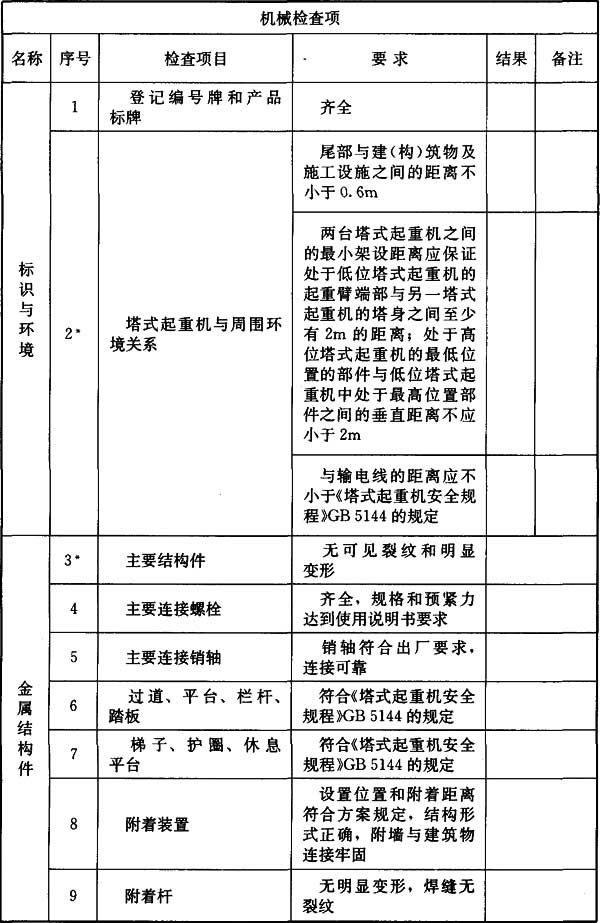 机械检查项
名称 序号 检查项目 要求 结果 备注
标识与环境
1 登记编号牌和产品
标牌
齐全
2* 塔式起重机与周围环
境关系
尾部与建(构)筑物及
施工设施之间的距离不
小于0.6m
两台塔式起重机之间
的最小架设距离应保证
处于低位塔式起重机的
起重臂端部与另一塔式
起重机的塔身之间至少
有2m的距离；处于高
位塔式起重机的最低位
置的部件与低位塔式起
重机中处于最高位置部
件之间的垂直距离不应
小于2m
与输电线的距离应不
小于《塔式起重机安全规
程》GB 5144的规定
金属结构件
3* 主要结构件
无可见裂纹和明显
变形
4 主要连接螺栓
齐全，规格和预紧力
达到使用说明书要求
5 主要连接销轴
销轴符合出厂要求，
连接可靠
6 过道、平台、栏杆、
踏板
符合《塔式起重机安全
规程》GB 5144的规定
7 梯子、护圈、休息
平台
符合《塔式起重机安全
规程》GB 5144的规定
8 附着装置
设置位置和附着距离
符合方案规定，结构形
式正确，附墙与建筑物
连接牢固
9 附着杆
无明显变形，焊缝无
裂纹